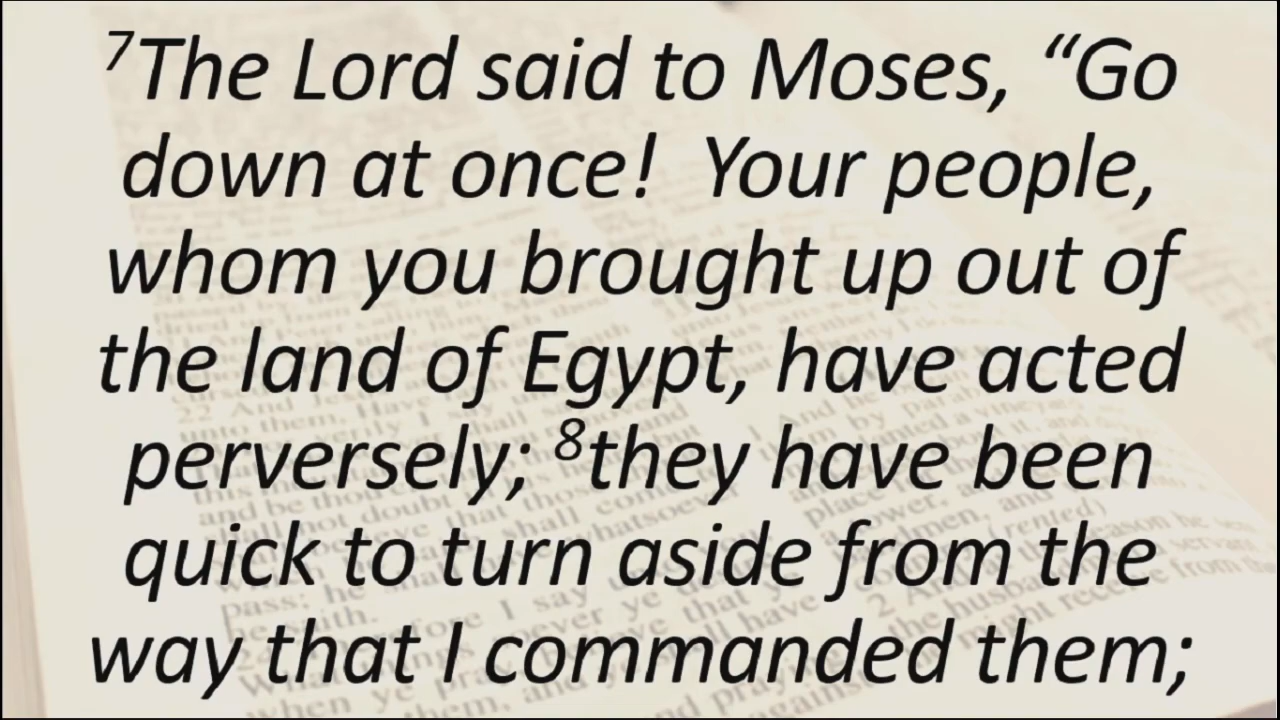 ⁷The Lord said to Moses, “Go
down at once!  Your people,
whom you brought up out of
the land of Egypt, have acted
perversely; ⁸they have been
quick to turn aside from the
way that I commanded them;